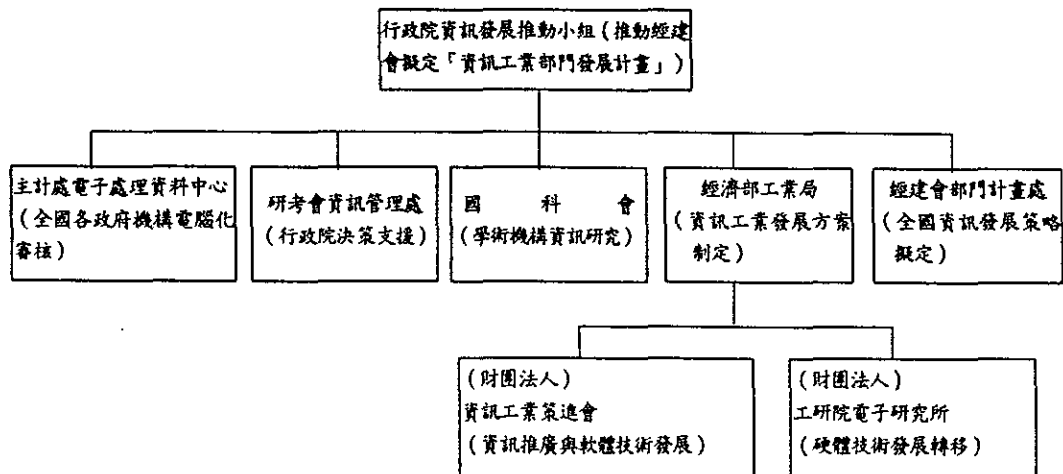 行政院資訊發展推動小組(推動經建
會擬定「資訊工業部門發展計畫」)
主計處電子處理資料中心
(全國各政府機構電腦化
審核)
研考會資訊管理處
(行政院決策支援)
國科會
(學術機構資訊研究)
經濟部工業局
(資訊工業發展方案
制定)
經建會部門計畫處
(全國資訊發展策略
擬定)
(財團法人)
資訊工業策進會
(資訊推廣與軟體技術發展)
(財團法人)
工研院電子研究所
(硬體技術發展轉移)